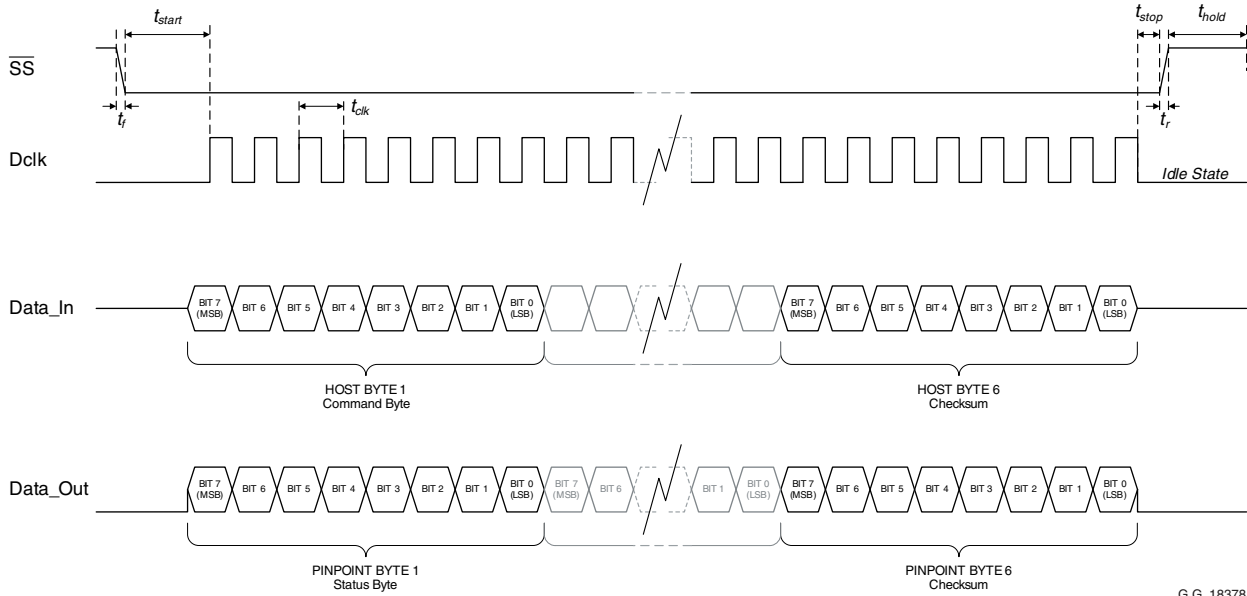 t_start
t_stop
t_hold
SS
t_f
t_clk
t_r
Dclk
Idle State
Data_In
BIT 7 (MSB) BIT 6 BIT 5 BIT 4 BIT 3 BIT 2 BIT 1 BIT 0 (LSB) BIT 7 (MSB) BIT 6 BIT 5 BIT 4 BIT 3 BIT 2 BIT 1 BIT 0 (LSB)
HOST BYTE 1
Command Byte
HOST BYTE 6
Checksum
Data_Out
BIT 7 (MSB) BIT 6 BIT 5 BIT 4 BIT 3 BIT 2 BIT 1 BIT 0 (LSB) BIT 7 (MSB) BIT 6 BIT 1 BIT 0 (LSB) BIT 7 (MSB) BIT 6 BIT 5 BIT 4 BIT 3 BIT 2 BIT 1 BIT 0 (LSB)
PINPOINT BYTE 1
Status Byte
PINPOINT BYTE 6
Checksum
G.G. 18378